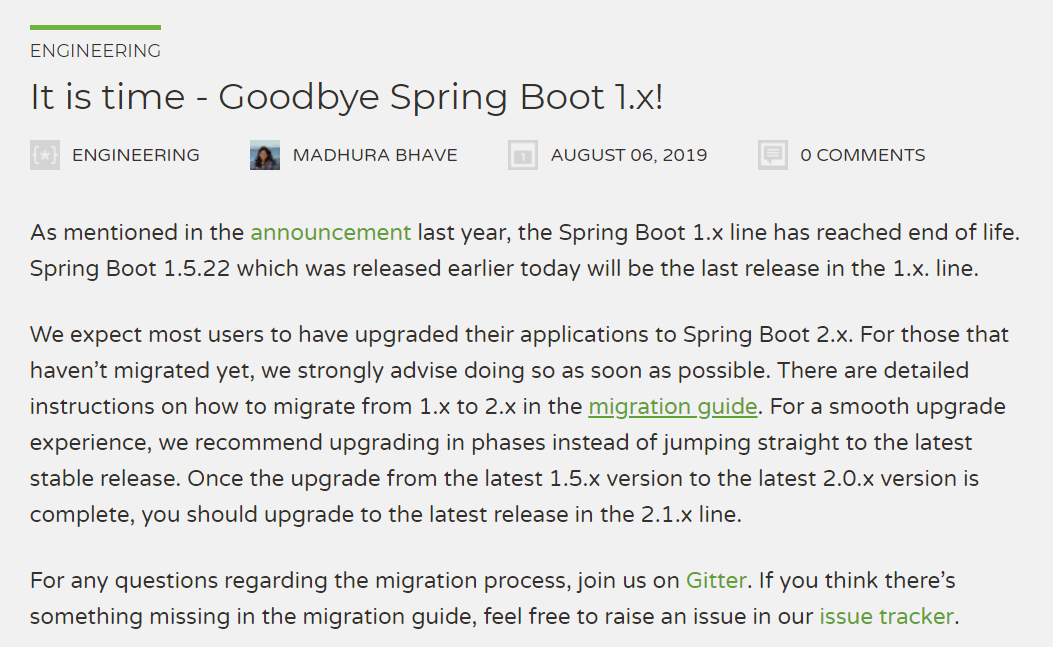 ENGINEERING
It is time - Goodbye Spring Boot 1.x!
ENGINEERING MADHURA BHAVE 1 AUGUST 06, 2019 0 COMMENTS
As mentioned in the announcement last year, the Spring Boot 1.x line has reached end of life.
Spring Boot 1.5.22 which was released earlier today will be the last release in the 1.x. line.
We expect most users to have upgraded their applications to Spring Boot 2.x. For those that
haven’t migrated yet, we strongly advise doing so as soon as possible. There are detailed
instructions on how to migrate from 1.x to 2.x in the migration guide. For a smooth upgrade
experience, we recommend upgrading in phases instead of jumping straight to the latest
stable release. Once the upgrade from the latest 1.5.x version to the latest 2.0.x version is
complete, you should upgrade to the latest release in the 2.1.x line.
For any questions regarding the migration process, join us on Gitter. If you think there’s
something missing in the migration guide, feel free to raise an issue in our issue tracker.